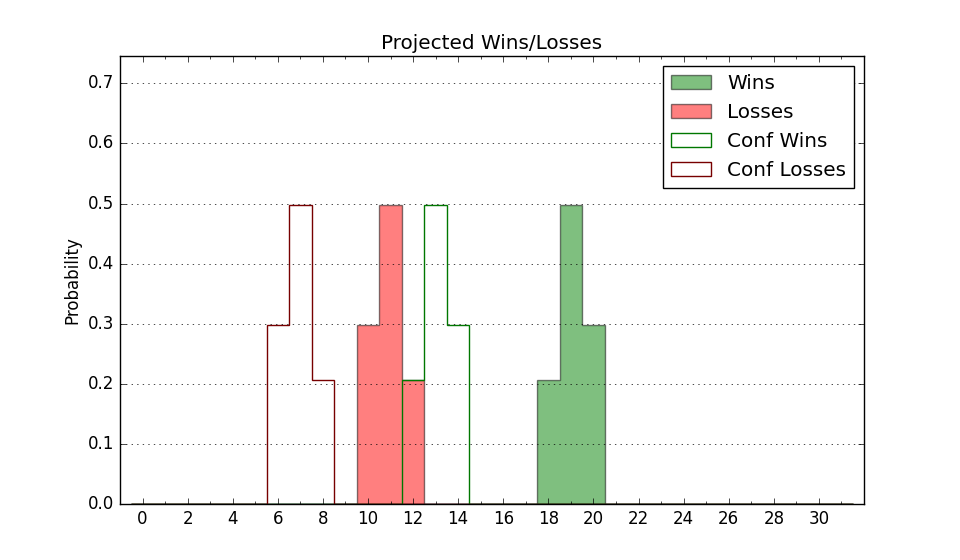 Projected Wins/Losses
Probability
0.7
0.6
0.5
0.4
0.3
0.2
0.1
0.0
Wins
Losses
Conf Wins
Conf Losses
0 2 4 6 8 10 12 14 16 18 20 22 24 26 28 30